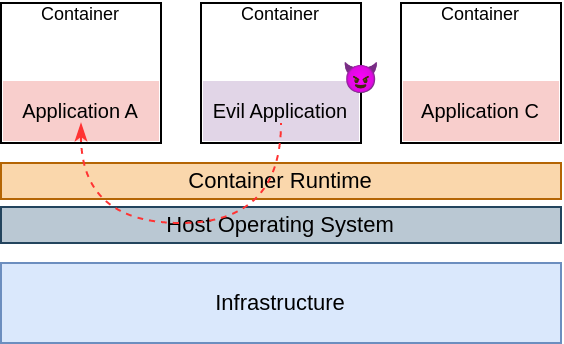 Container
Container
Container
Application A
Evil Application
Application C
Container Runtime
Host Operating System
Infrastructure